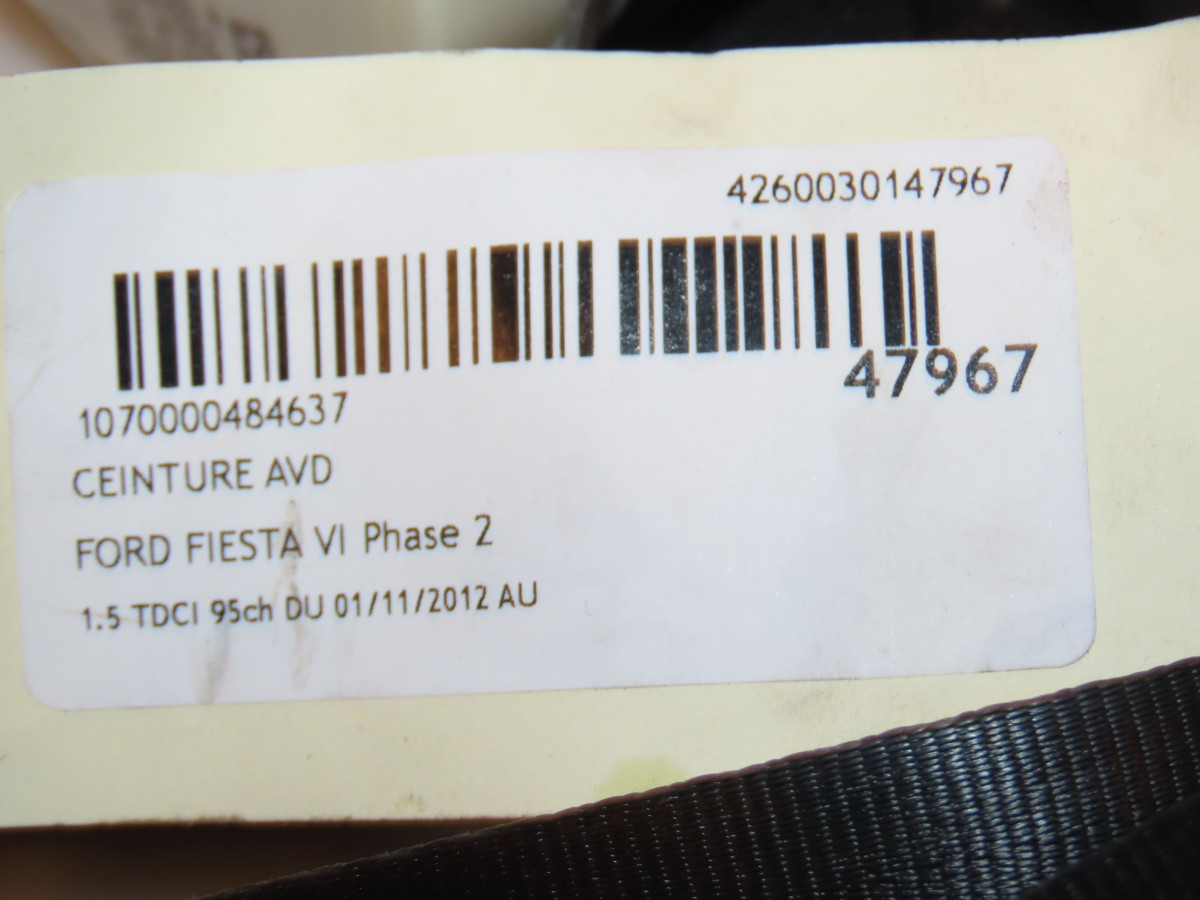 4260030147967
47967
1070000484637
CEINTURE AVD
FORD FIESTA VI Phase 2
1.5 TDCI 95ch DU 01/11/2012 AU